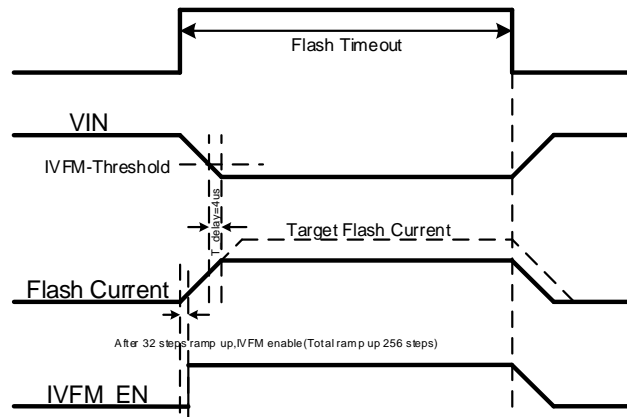 Flash Timeout
VIN
IVFM-Threshold
T_delay=4us
Target Flash Current
Flash Current
After 32 steps ramp up,IVFM enable(Total ramp up 256 steps)
IVFM_EN